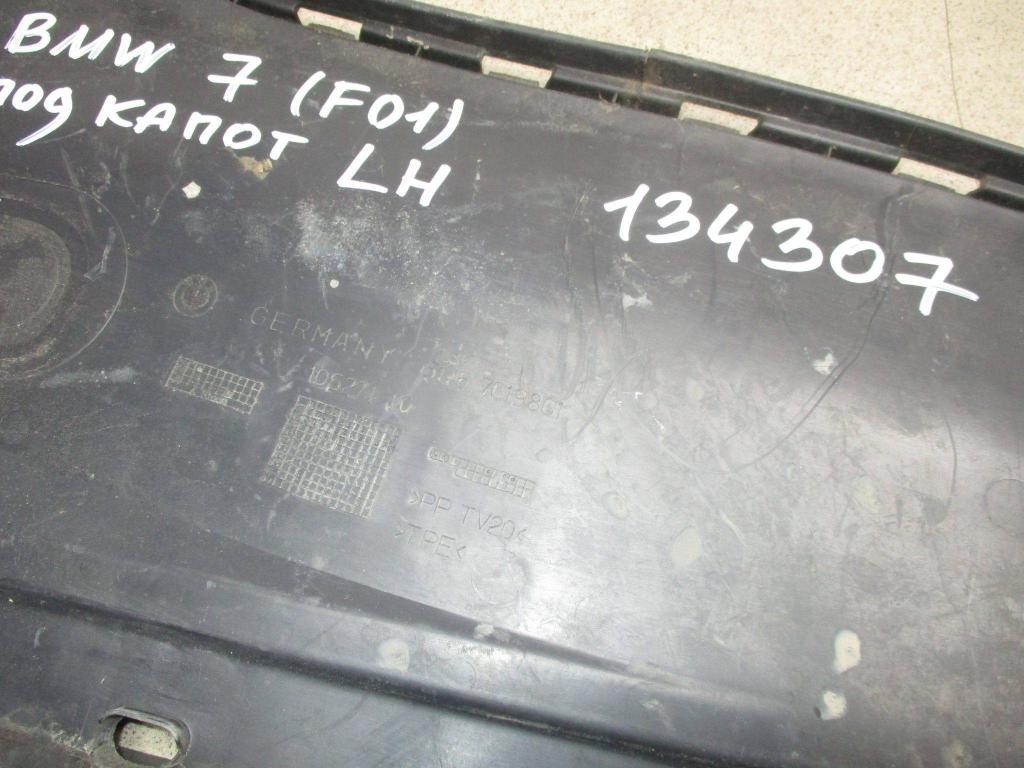 BMW 7 (F01)
под КАПОТ LH
134307
GERMANY
>PP TV20<
>TPE<